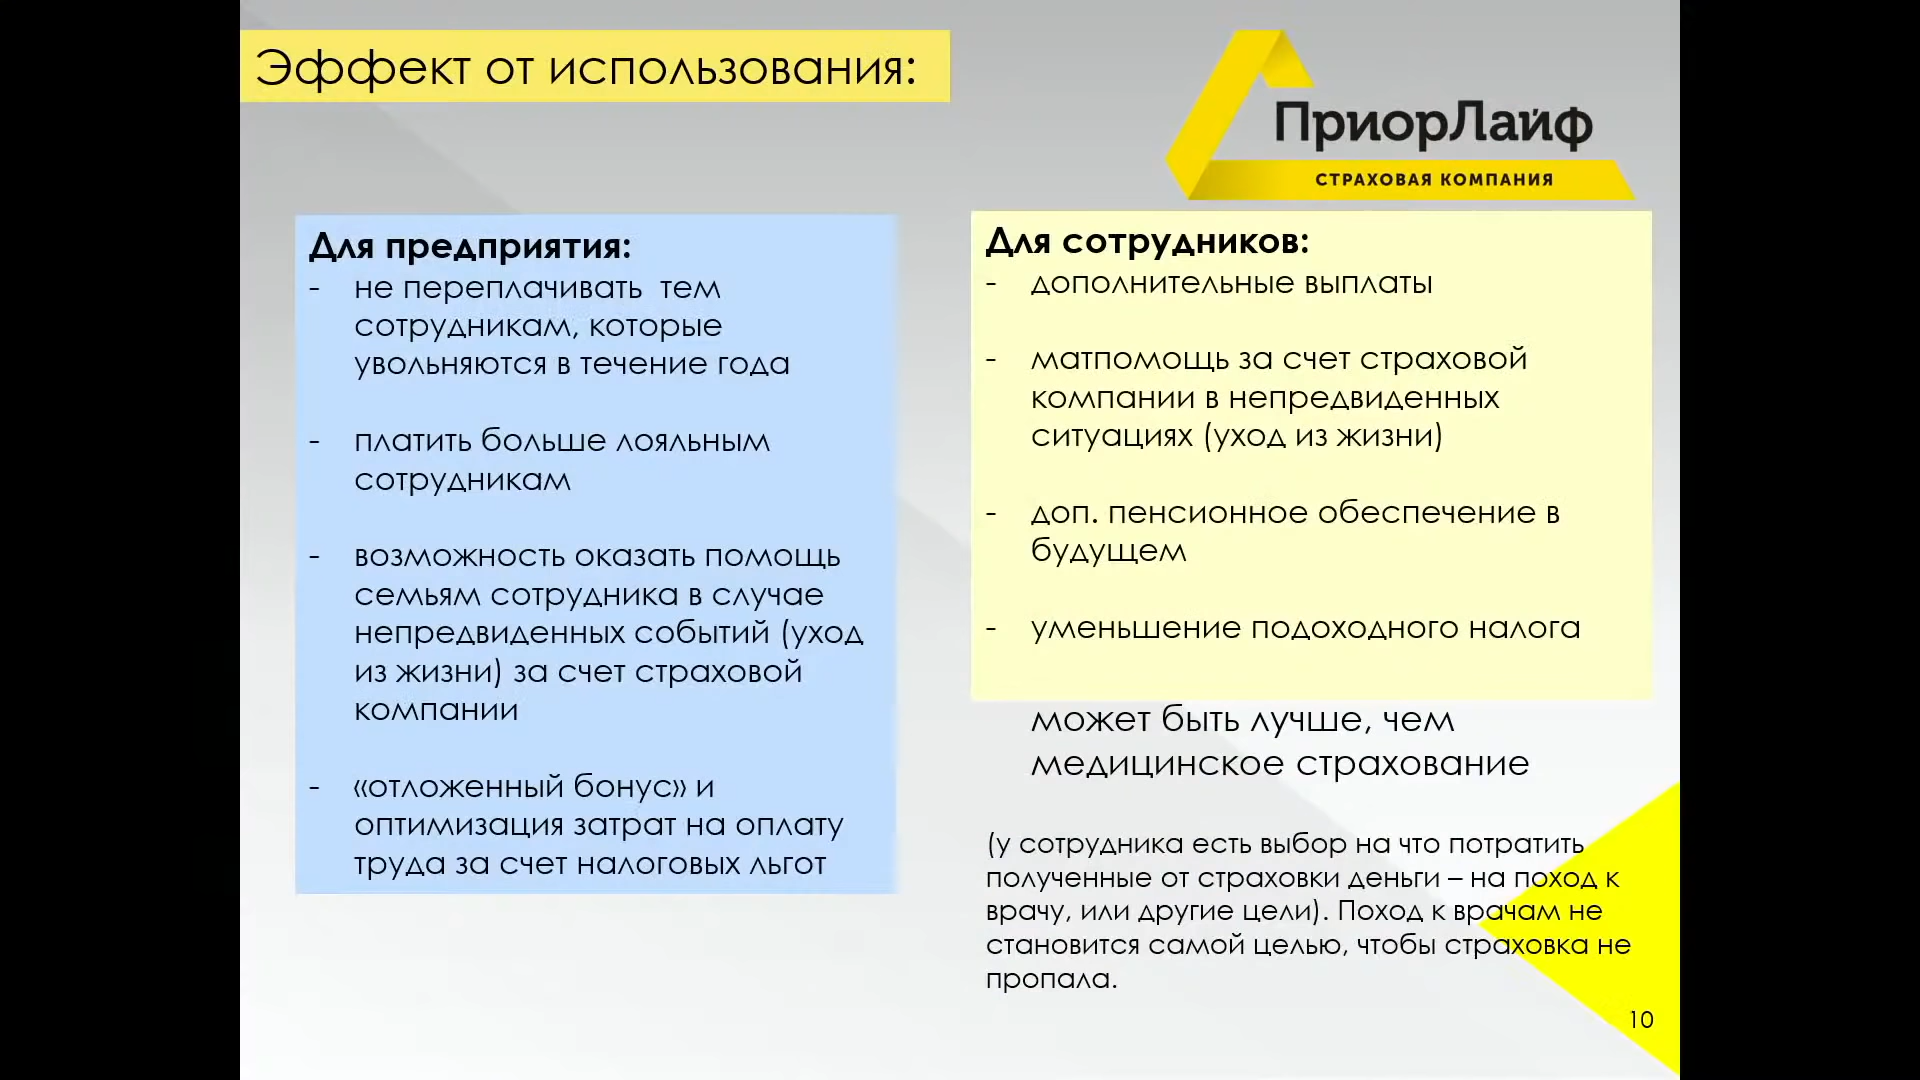 Эффект от использования:
ПриорЛайф
СТРАХОВАЯ КОМПАНИЯ
Для предприятия:
- не переплачивать  тем
сотрудникам, которые
увольняются в течение года
- платить больше лояльным
сотрудникам
- возможность оказать помощь
семьям сотрудника в случае
непредвиденных событий (уход
из жизни) за счет страховой
компании
- «отложенный бонус» и
оптимизация затрат на оплату
труда за счет налоговых льгот
Для сотрудников:
- дополнительные выплаты
- матпомощь за счет страховой
компании в непредвиденных
ситуациях (уход из жизни)
- доп. пенсионное обеспечение в
будущем
- уменьшение подоходного налога
может быть лучше, чем
медицинское страхование
(у сотрудника есть выбор на что потратить
полученные от страховки деньги – на поход к
врачу, или другие цели). Поход к врачам не
становится самой целью, чтобы страховка не
пропала.
10